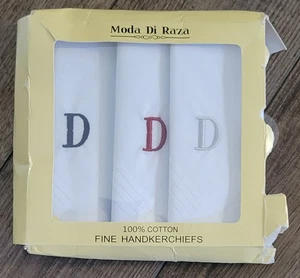 Moda Di Raza
D D D
100% COTTON
FINE HANDKERCHIEFS